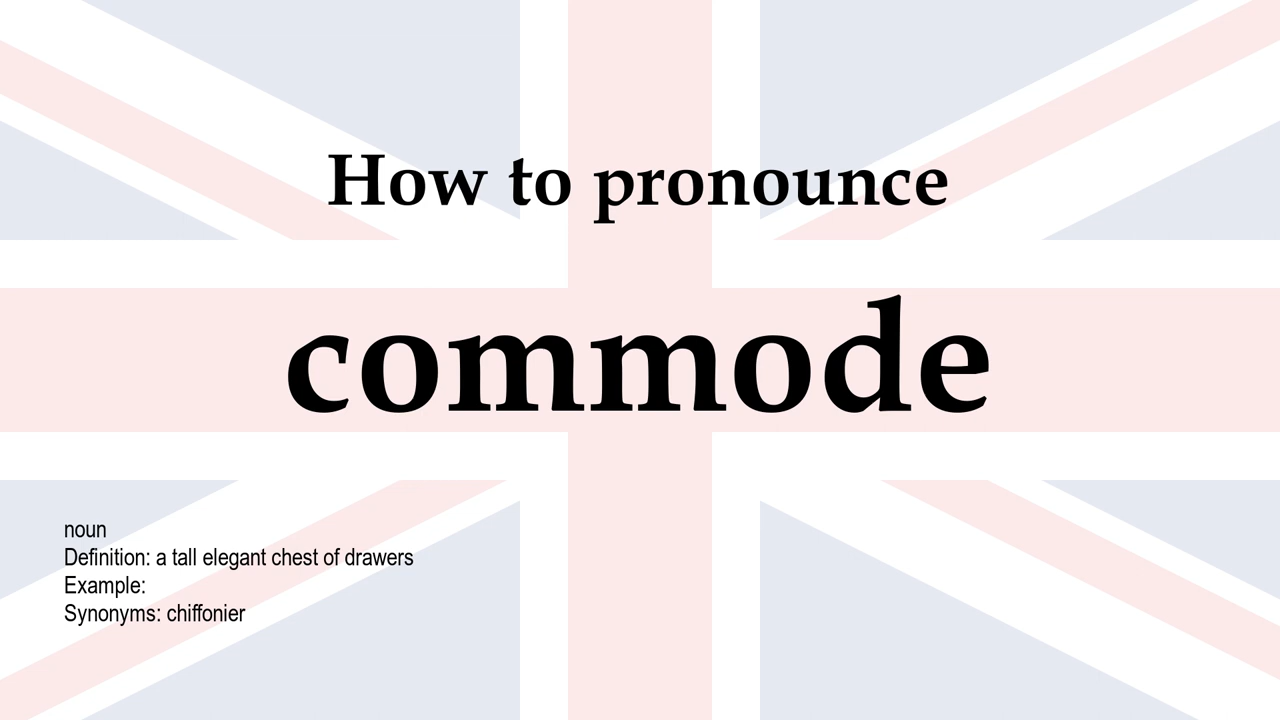 How to pronounce
commode
noun
Definition: a tall elegant chest of drawers
Example:
Synonyms: chiffonier